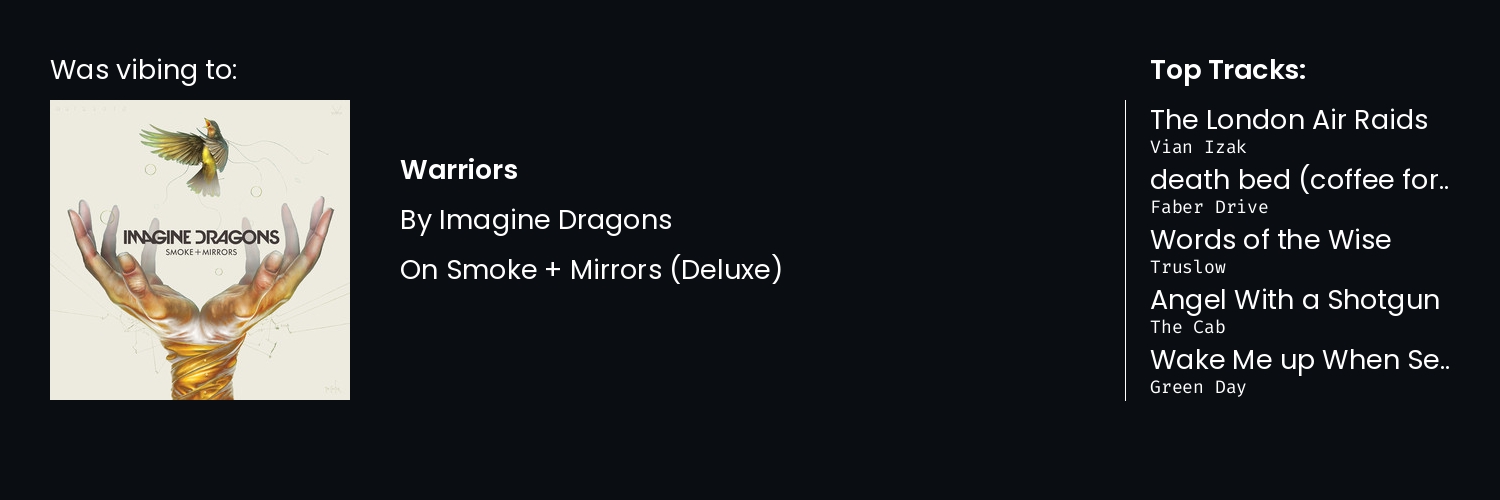 Was vibing to:
IMAGINE DRAGONS
SMOKE+MIRRORS
Warriors
By Imagine Dragons
On Smoke + Mirrors (Deluxe)
Top Tracks:
The London Air Raids
Vian Izak
death bed (coffee for..
Faber Drive
Words of the Wise
Truslow
Angel With a Shotgun
The Cab
Wake Me up When Se..
Green Day